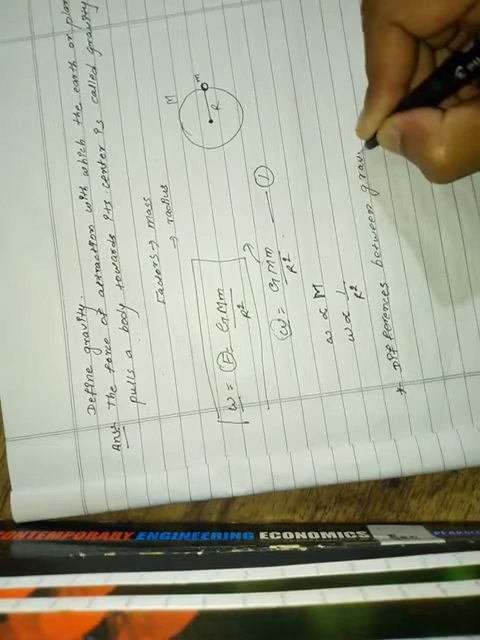 Define gravity.
Ans: The force of attraction with which the earth or
pulls a body towards its center is called gravity
Factors → mass
→ radius
M
m
R
W = F = GMm/R²
W = GMm/R² — ①
W ∝ M
W ∝ 1/R²
* Differences between grav
CONTEMPORARY ENGINEERING ECONOMICS